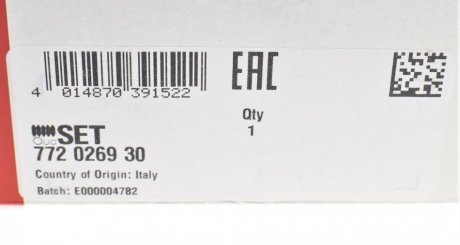 EAC
4 014870 391522
Qty
1
SET
772 0269 30
Country of Origin: Italy
Batch: E000004782